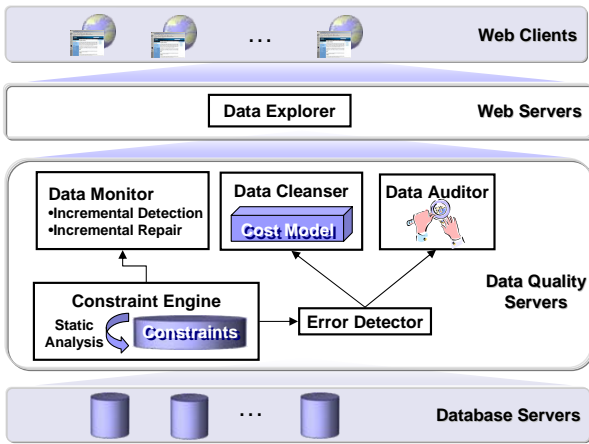 ...
Web Clients
Data Explorer
Web Servers
Data Monitor
•Incremental Detection
•Incremental Repair
Data Cleanser
Cost Model
Data Auditor
Data Quality
Servers
Constraint Engine
Static
Analysis
Constraints
Error Detector
...
Database Servers